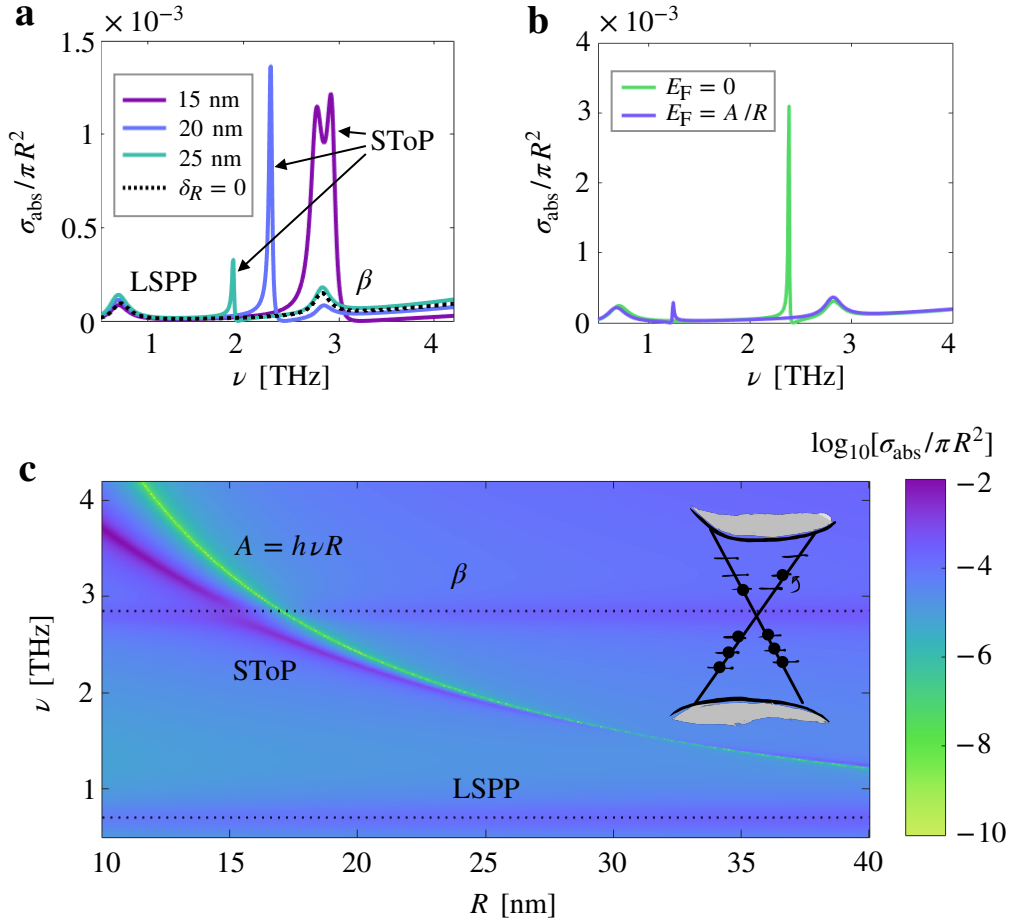 a
× 10⁻³
1.5
1
0.5
0
15 nm
20 nm
25 nm
δ_R = 0
SToP
LSPP
β
1
2
3
4
ν [THz]
σ_abs/πR²
b
× 10⁻³
4
3
2
1
0
E_F = 0
E_F = A/R
1
2
3
4
ν [THz]
σ_abs/πR²
c
log₁₀[σ_abs/πR²]
4
3
2
1
ν [THz]
A = hνR
β
SToP
LSPP
10
15
20
25
30
35
40
R [nm]
−2
−4
−6
−8
−10